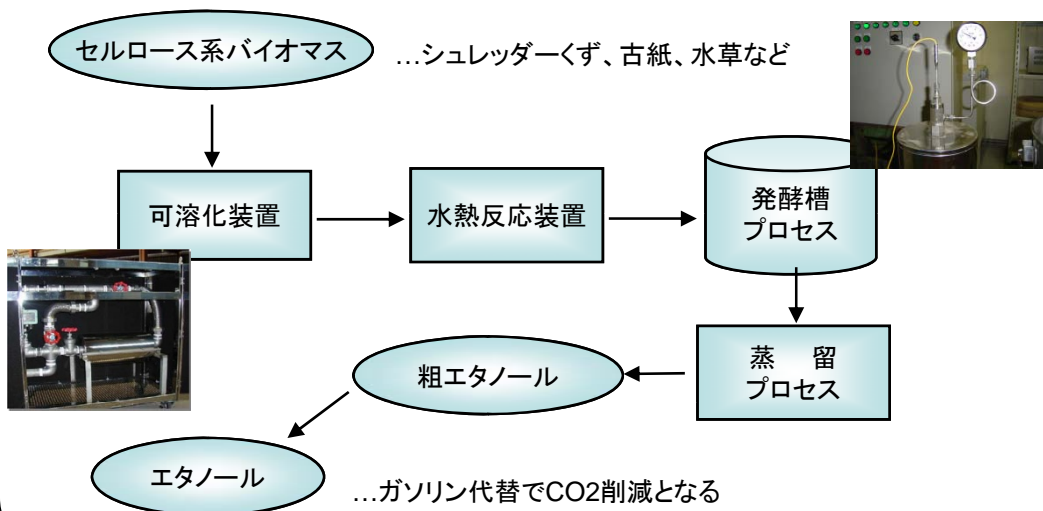 セルロース系バイオマス
…シュレッダーくず、古紙、水草など
可溶化装置
水熱反応装置
発酵槽
プロセス
蒸　留
プロセス
粗エタノール
エタノール
…ガソリン代替でCO2削減となる